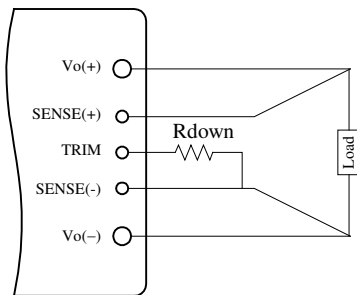 Vo(+)
SENSE(+)
Rdown
TRIM
SENSE(-)
Vo(−)
Load